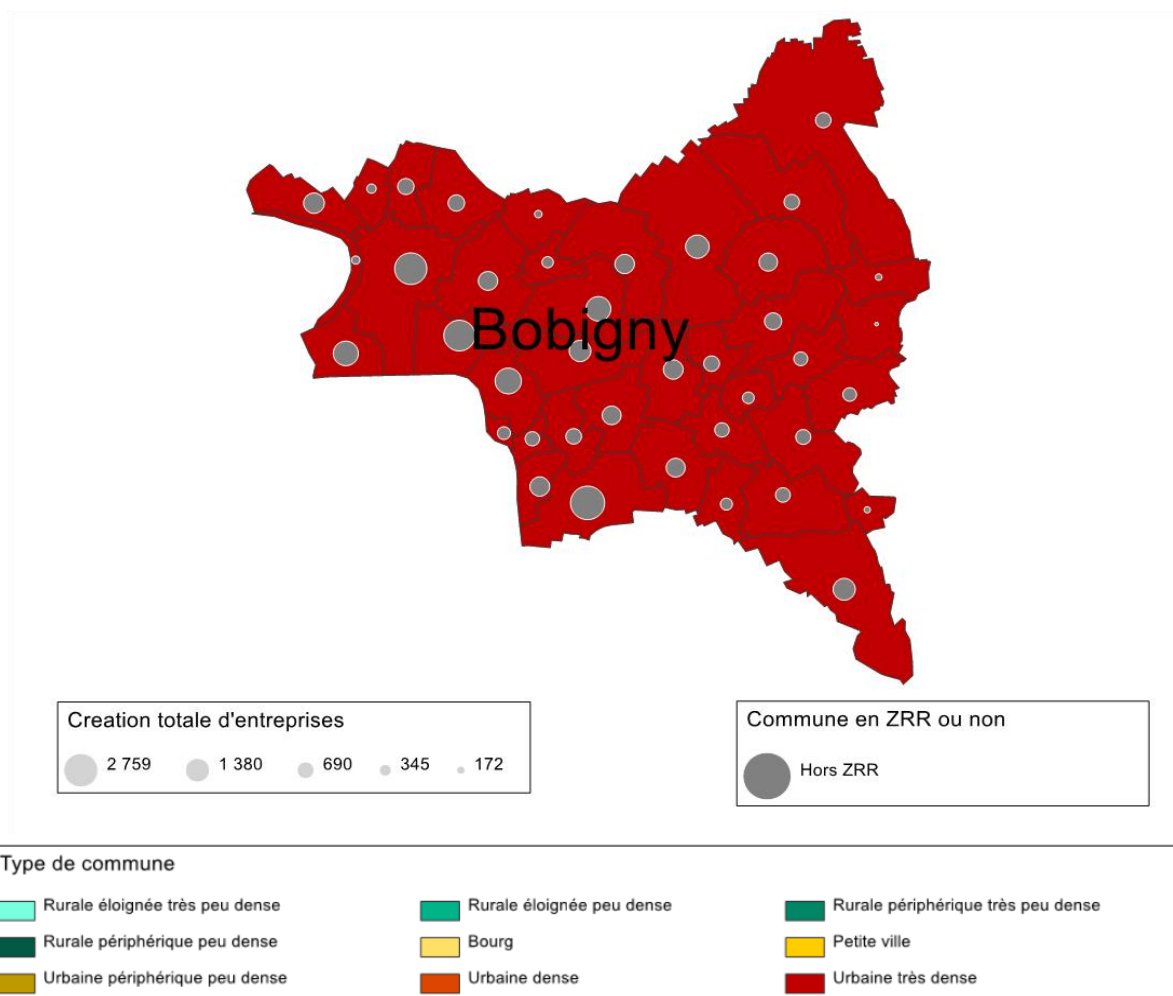 Bobigny
Creation totale d'entreprises
2 759 1 380 690 345 172
Commune en ZRR ou non
Hors ZRR
Type de commune
Rurale éloignée très peu dense Rurale éloignée peu dense Rurale périphérique très peu dense
Rurale périphérique peu dense Bourg Petite ville
Urbaine périphérique peu dense Urbaine dense Urbaine très dense